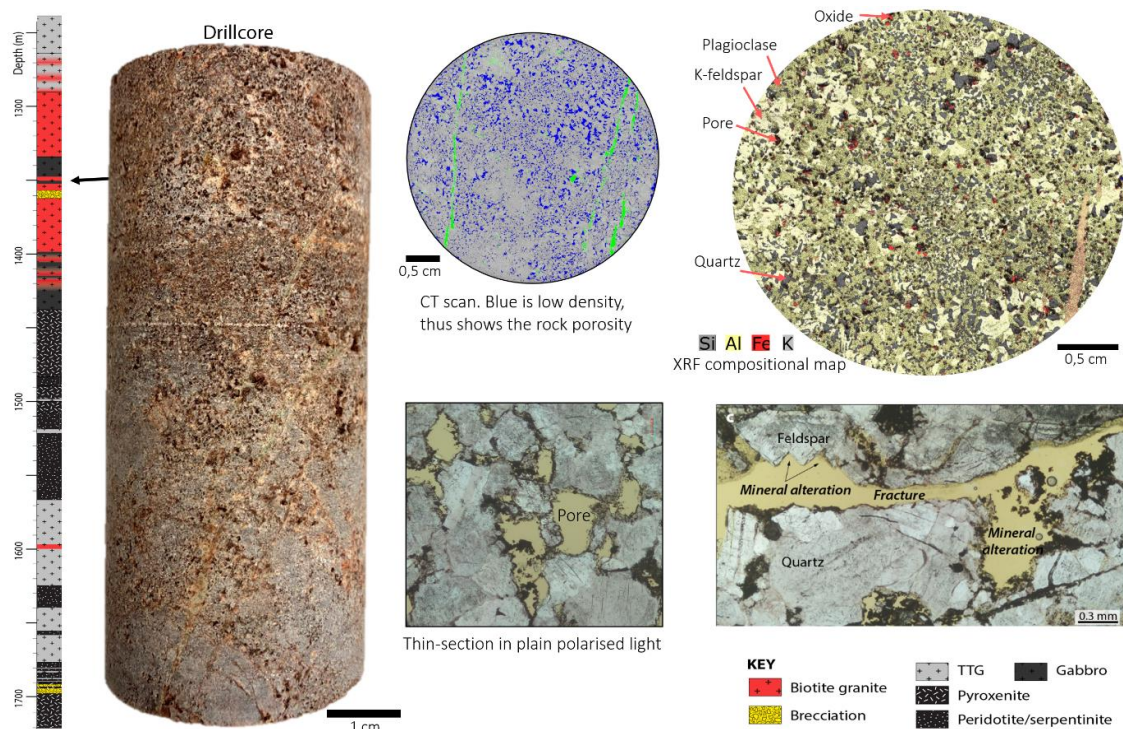 Depth (m)
1300
1400
1500
1600
1700
Drillcore
1 cm
0,5 cm
CT scan. Blue is low density,
thus shows the rock porosity
Oxide
Plagioclase
K-feldspar
Pore
Quartz
Si Al Fe K
XRF compositional map
0,5 cm
Pore
Thin-section in plain polarised light
Feldspar
Mineral alteration
Fracture
Mineral
alteration
Quartz
0.3 mm
KEY
Biotite granite
Brecciation
TTG
Gabbro
Pyroxenite
Peridotite/serpentinite